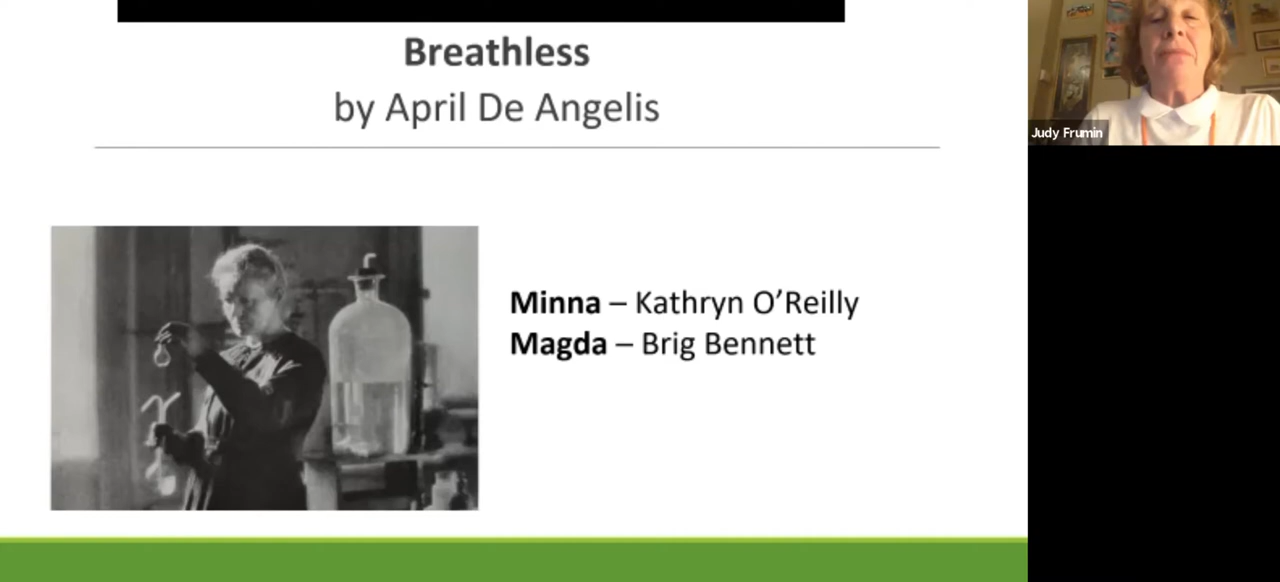 Breathless
by April De Angelis
Judy Frumin
Minna – Kathryn O’Reilly
Magda – Brig Bennett